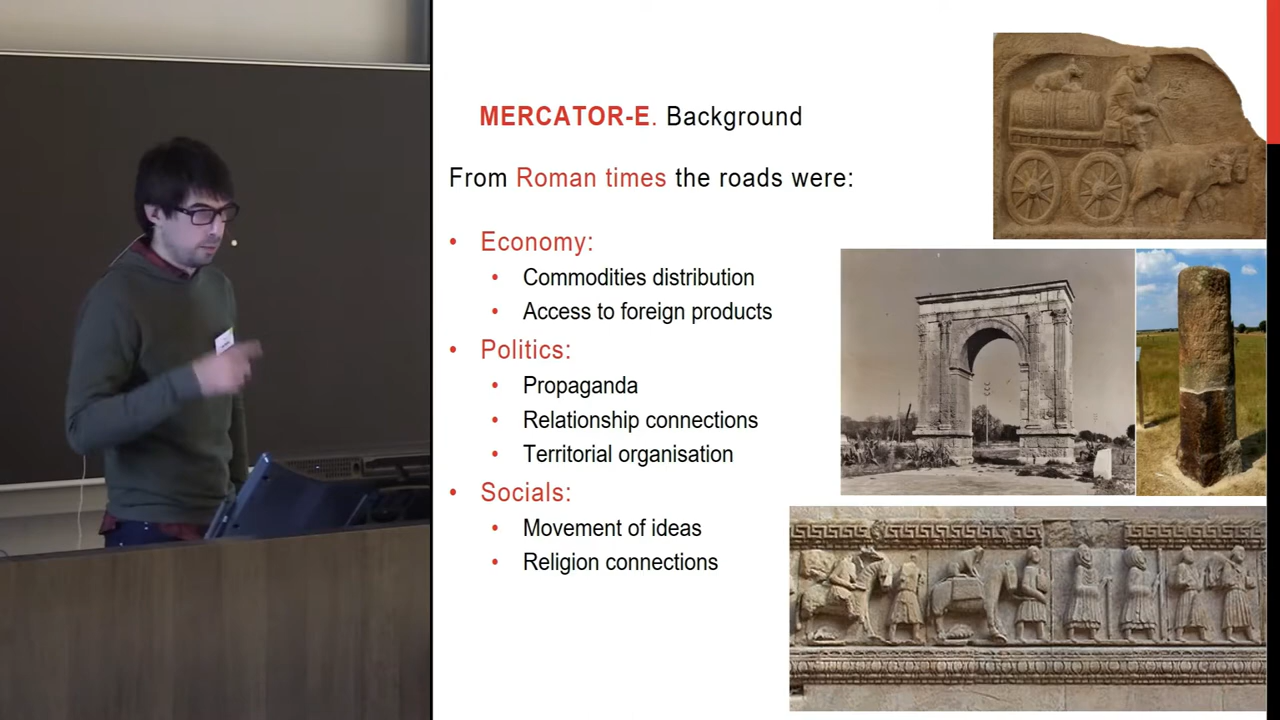 MERCATOR-E. Background
From Roman times the roads were:
• Economy:
• Commodities distribution
• Access to foreign products
• Politics:
• Propaganda
• Relationship connections
• Territorial organisation
• Socials:
• Movement of ideas
• Religion connections